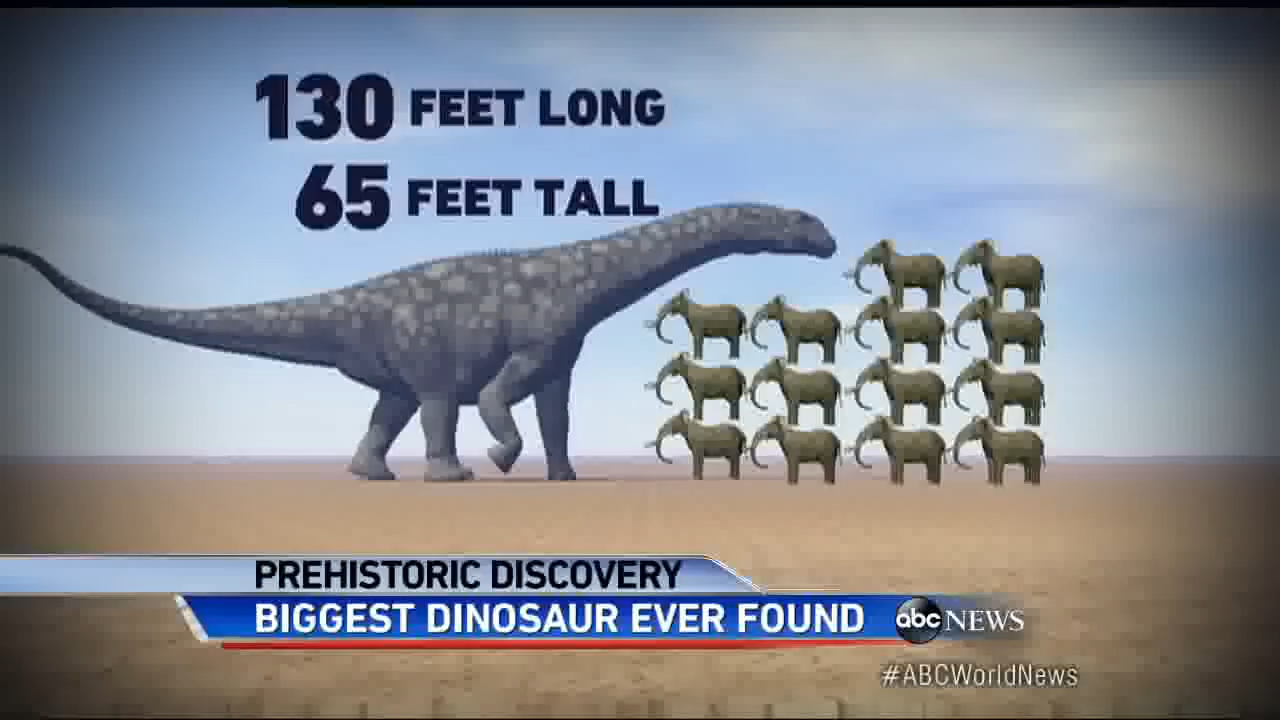 130 FEET LONG
65 FEET TALL
PREHISTORIC DISCOVERY
BIGGEST DINOSAUR EVER FOUND abc NEWS
#ABCWorldNews